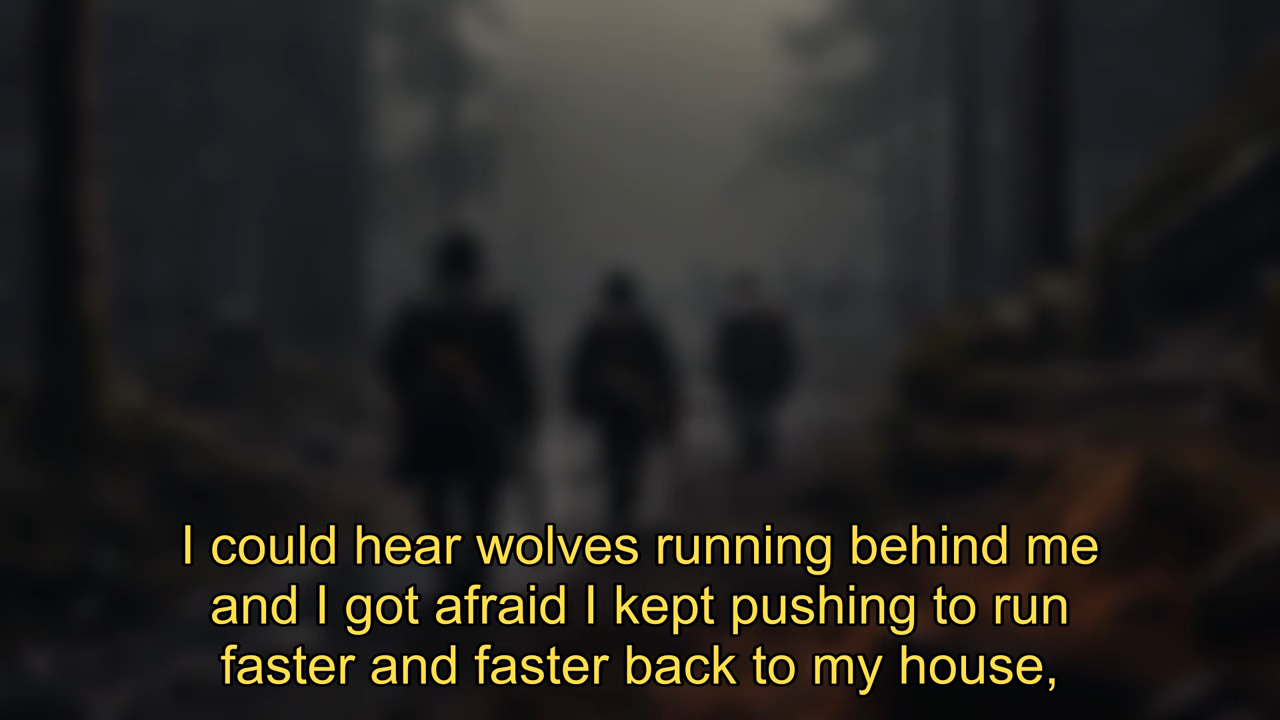 I could hear wolves running behind me
and I got afraid I kept pushing to run
faster and faster back to my house,